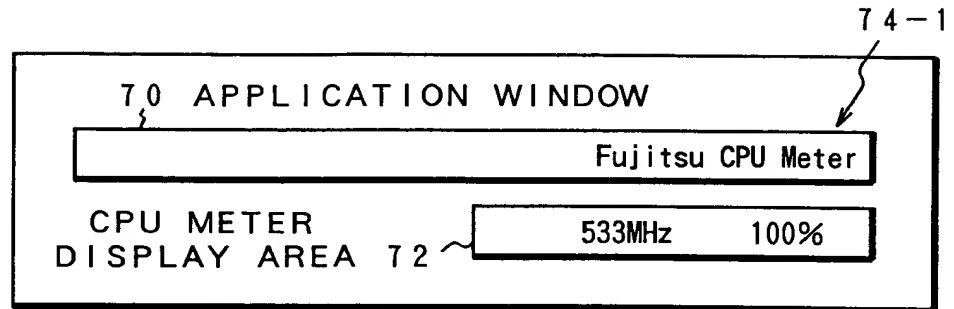 74-1
70 APPLICATION WINDOW
Fujitsu CPU Meter
CPU METER
DISPLAY AREA 72
533MHz 100%